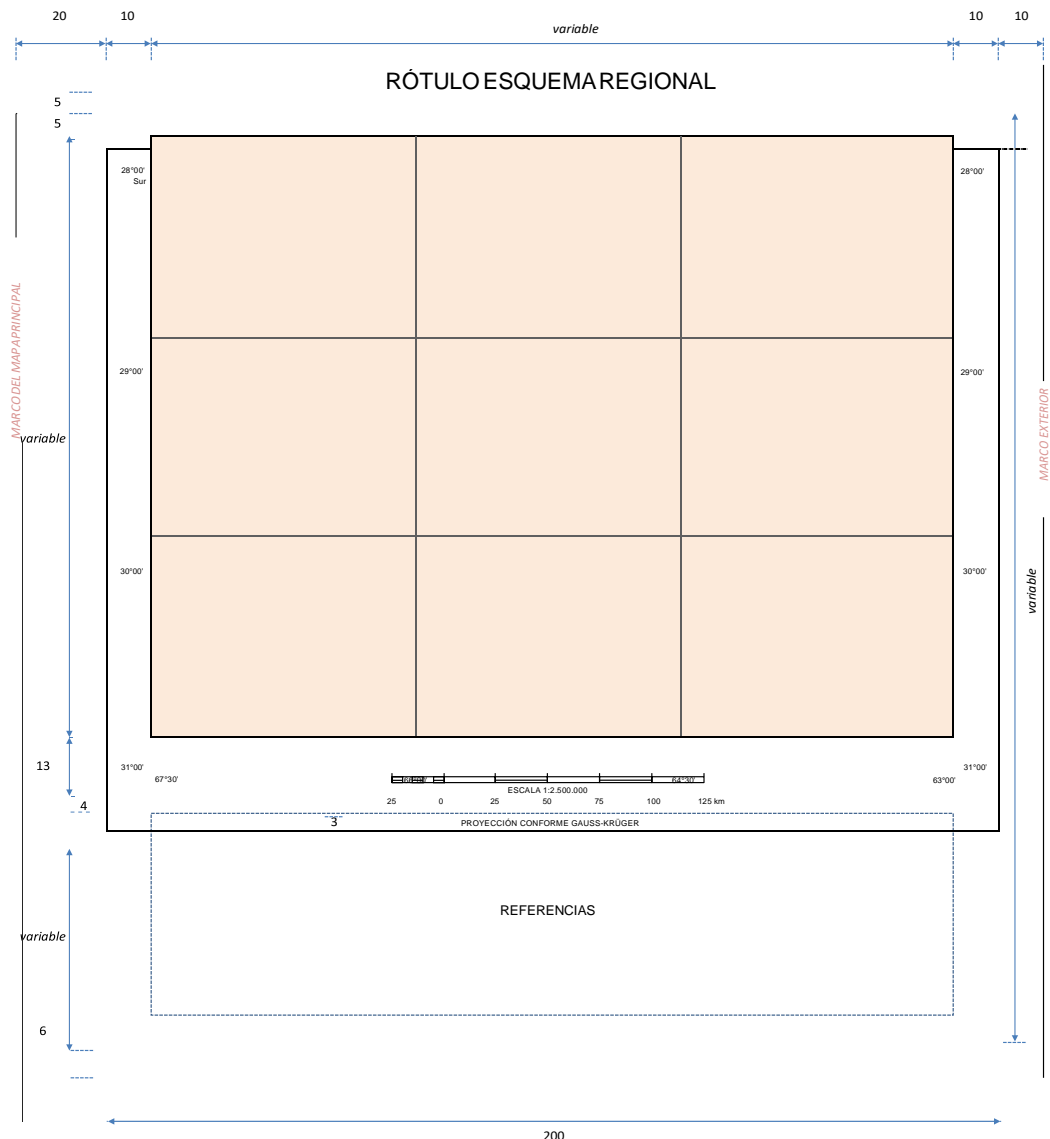 20 10 variable 10 10
RÓTULO ESQUEMA REGIONAL
5
5
28°00' 28°00'
Sur
MARCO DEL MAPA PRINCIPAL
29°00' 29°00'
variable
MARCO EXTERIOR
30°00' 30°00'
variable
13
31°00' 31°00'
67°30' 66°00' 64°30' 63°00'
ESCALA 1:2.500.000
4 25 0 25 50 75 100 125 km
3 PROYECCIÓN CONFORME GAUSS-KRÜGER
REFERENCIAS
variable
6
200